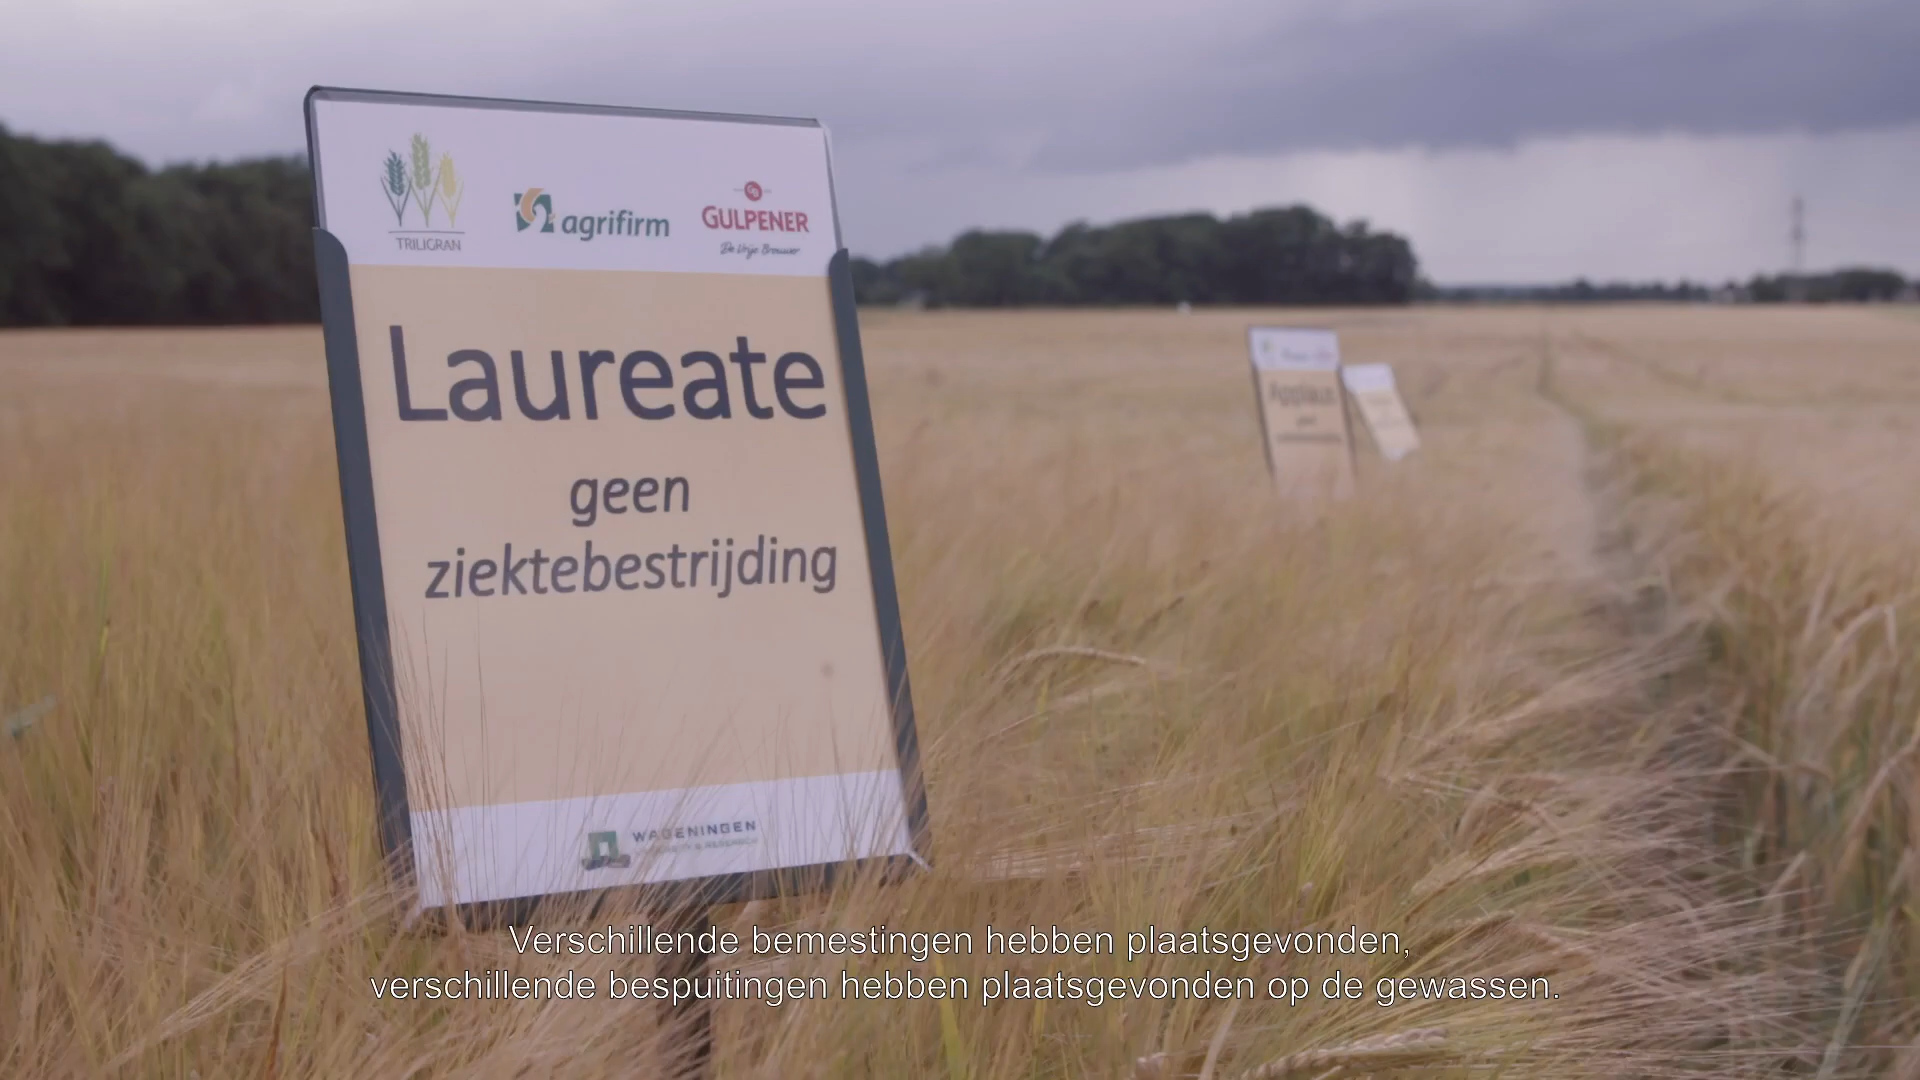 TRILIGRAN
agrifirm
GULPENER
De Vrije Brouwer
Laureate
geen
ziektebestrijding
WAGENINGEN
Verschillende bemestingen hebben plaatsgevonden,
verschillende bespuitingen hebben plaatsgevonden op de gewassen.